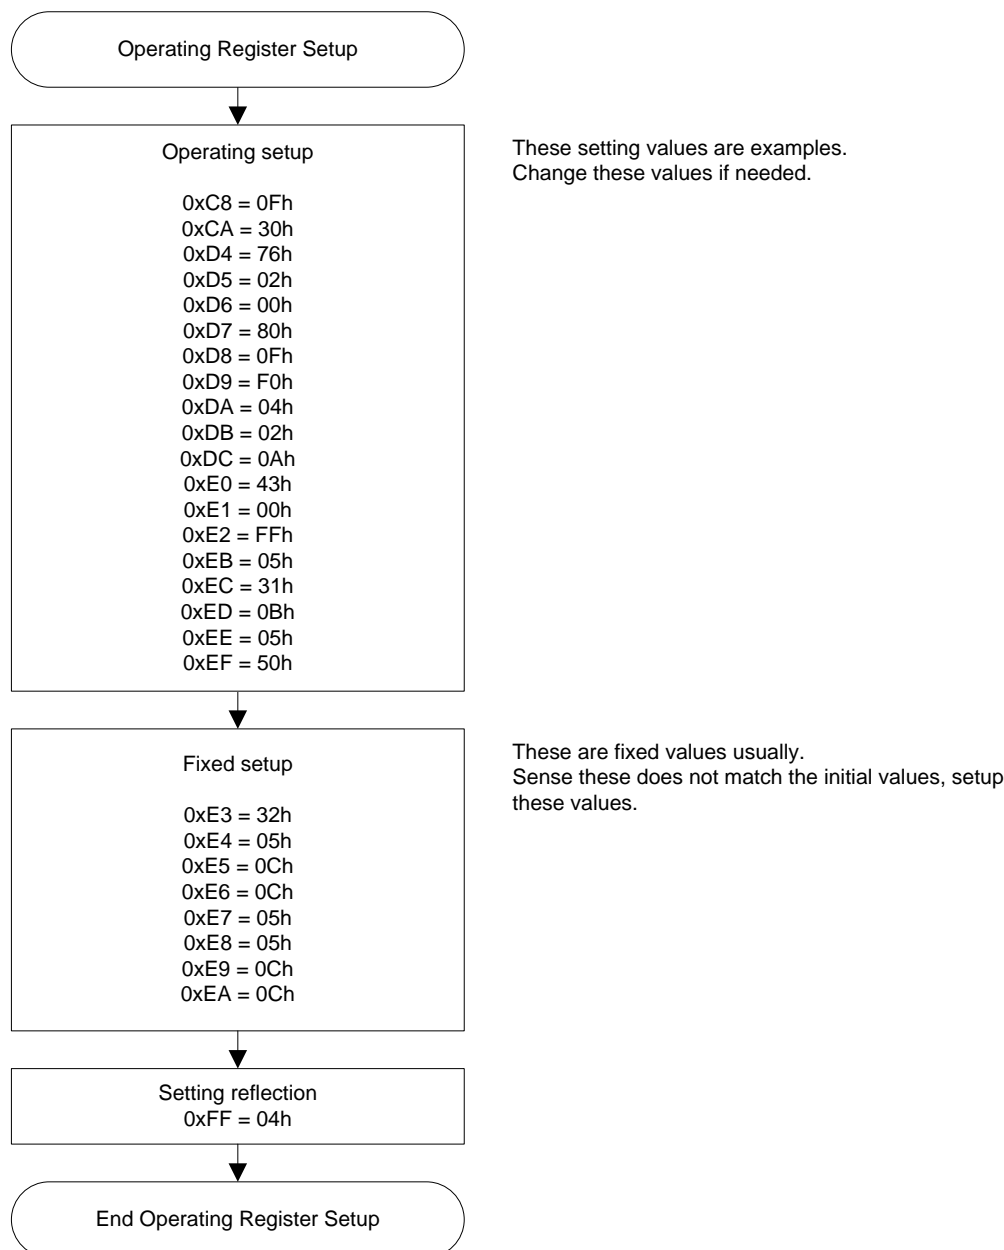 Operating Register Setup
Operating setup
These setting values are examples.
Change these values if needed.
0xC8 = 0Fh
0xCA = 30h
0xD4 = 76h
0xD5 = 02h
0xD6 = 00h
0xD7 = 80h
0xD8 = 0Fh
0xD9 = F0h
0xDA = 04h
0xDB = 02h
0xDC = 0Ah
0xE0 = 43h
0xE1 = 00h
0xE2 = FFh
0xEB = 05h
0xEC = 31h
0xED = 0Bh
0xEE = 05h
0xEF = 50h
Fixed setup
These are fixed values usually.
Sense these does not match the initial values, setup
these values.
0xE3 = 32h
0xE4 = 05h
0xE5 = 0Ch
0xE6 = 0Ch
0xE7 = 05h
0xE8 = 05h
0xE9 = 0Ch
0xEA = 0Ch
Setting reflection
0xFF = 04h
End Operating Register Setup